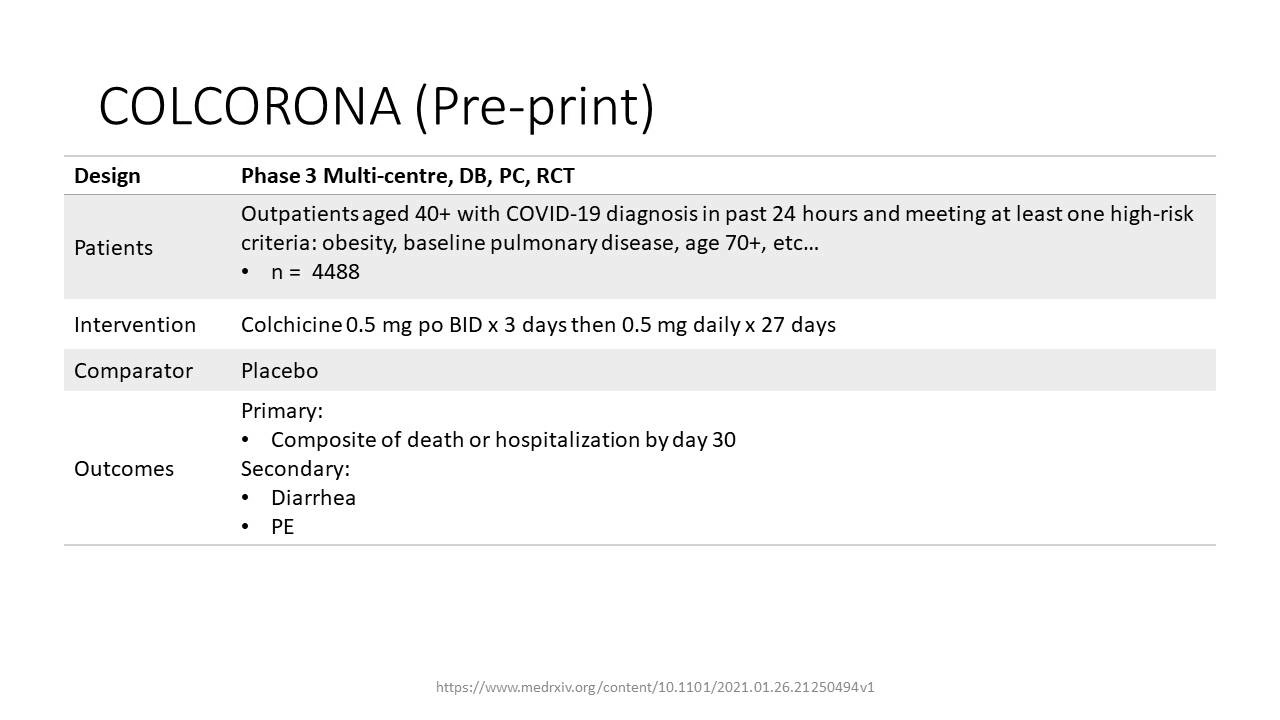 COLCORONA (Pre-print)
Design Phase 3 Multi-centre, DB, PC, RCT
Patients
Outpatients aged 40+ with COVID-19 diagnosis in past 24 hours and meeting at least one high-risk
criteria: obesity, baseline pulmonary disease, age 70+, etc…
• n = 4488
Intervention Colchicine 0.5 mg po BID x 3 days then 0.5 mg daily x 27 days
Comparator Placebo
Outcomes
Primary:
• Composite of death or hospitalization by day 30
Secondary:
• Diarrhea
• PE
https://www.medrxiv.org/content/10.1101/2021.01.26.21250494v1